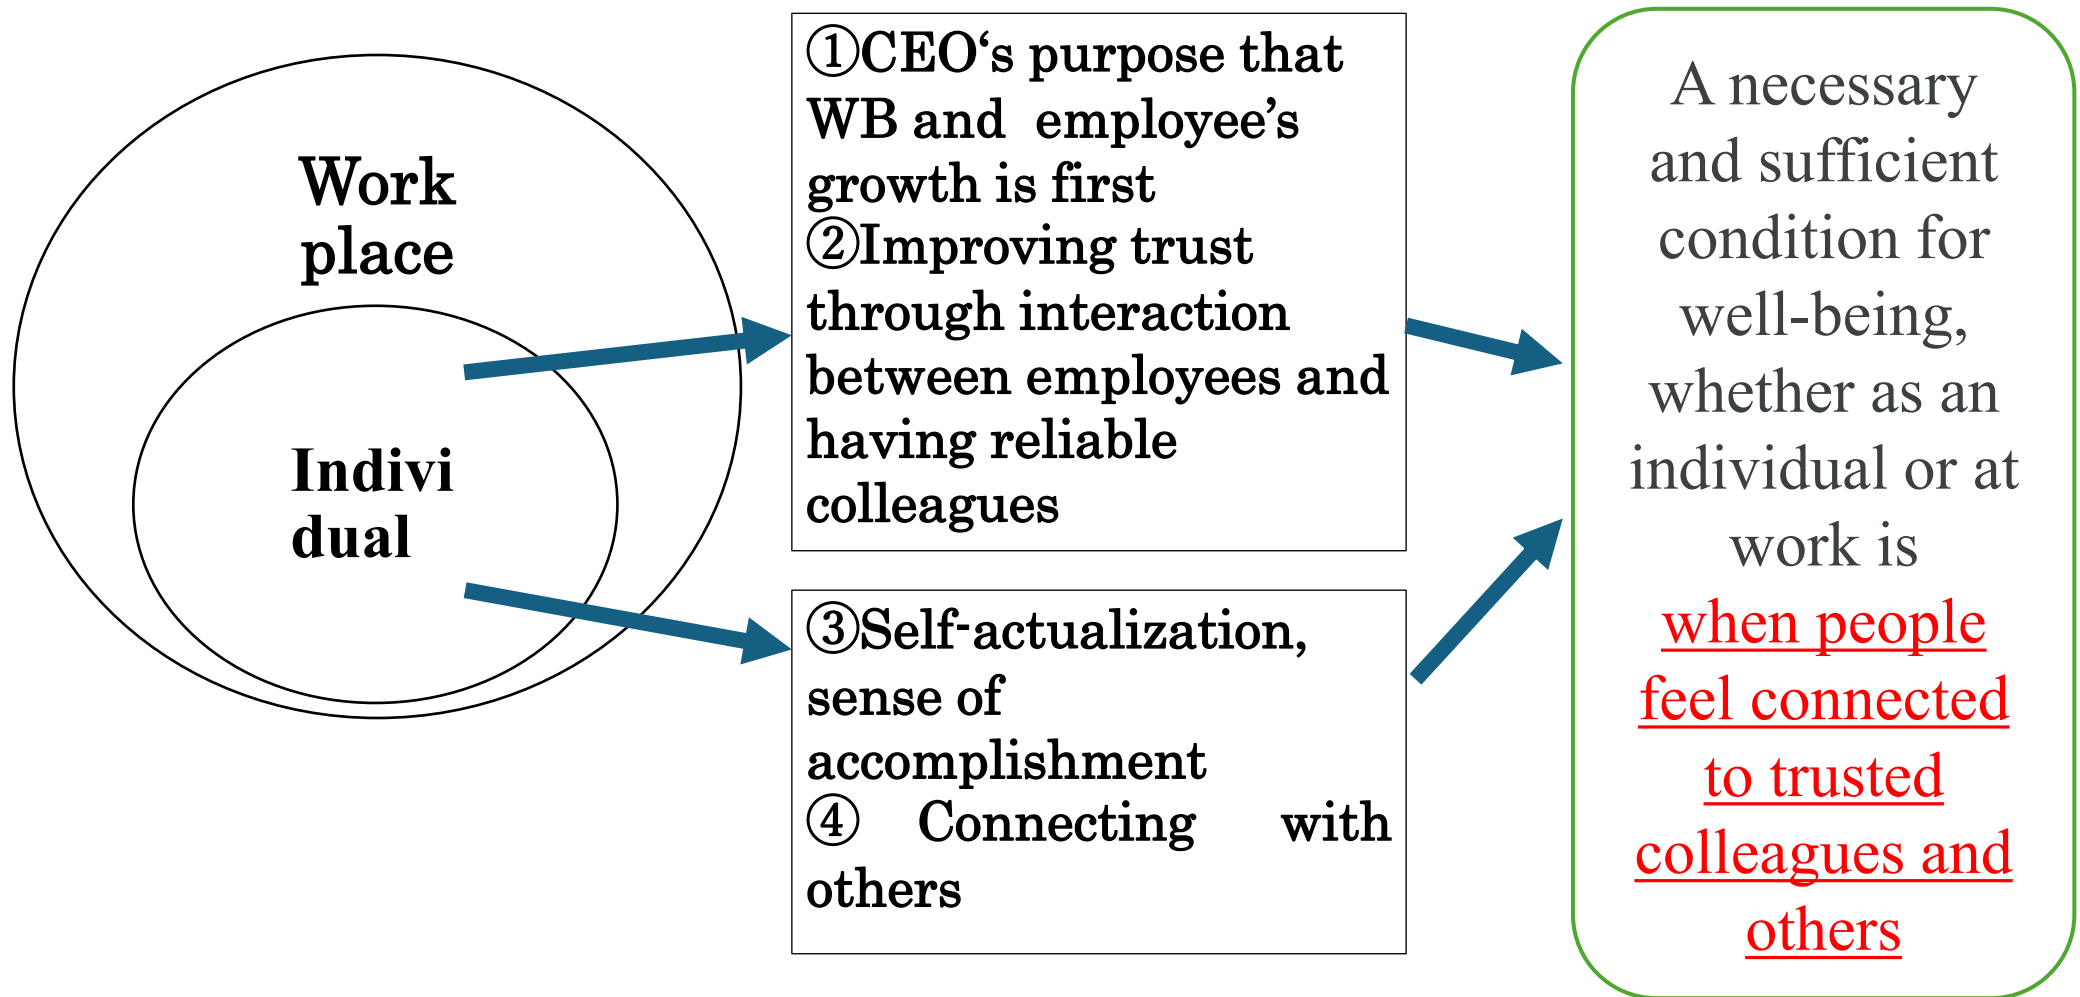 Work
place
Indivi
dual
①CEO‘s purpose that
WB and employee’s
growth is first
②Improving trust
through interaction
between employees and
having reliable
colleagues
③Self-actualization,
sense of
accomplishment
④ Connecting with
others
A necessary
and sufficient
condition for
well-being,
whether as an
individual or at
work is
when people
feel connected
to trusted
colleagues and
others